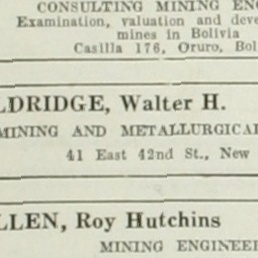 CONSULTING MINING EN
Examination, valuation and deve
mines in Bolivia
Casilla 176, Oruro, Bol
LDRIDGE, Walter H.
MINING AND METALLURGICAL
41 East 42nd St., New
LLEN, Roy Hutchins
MINING ENGINEER